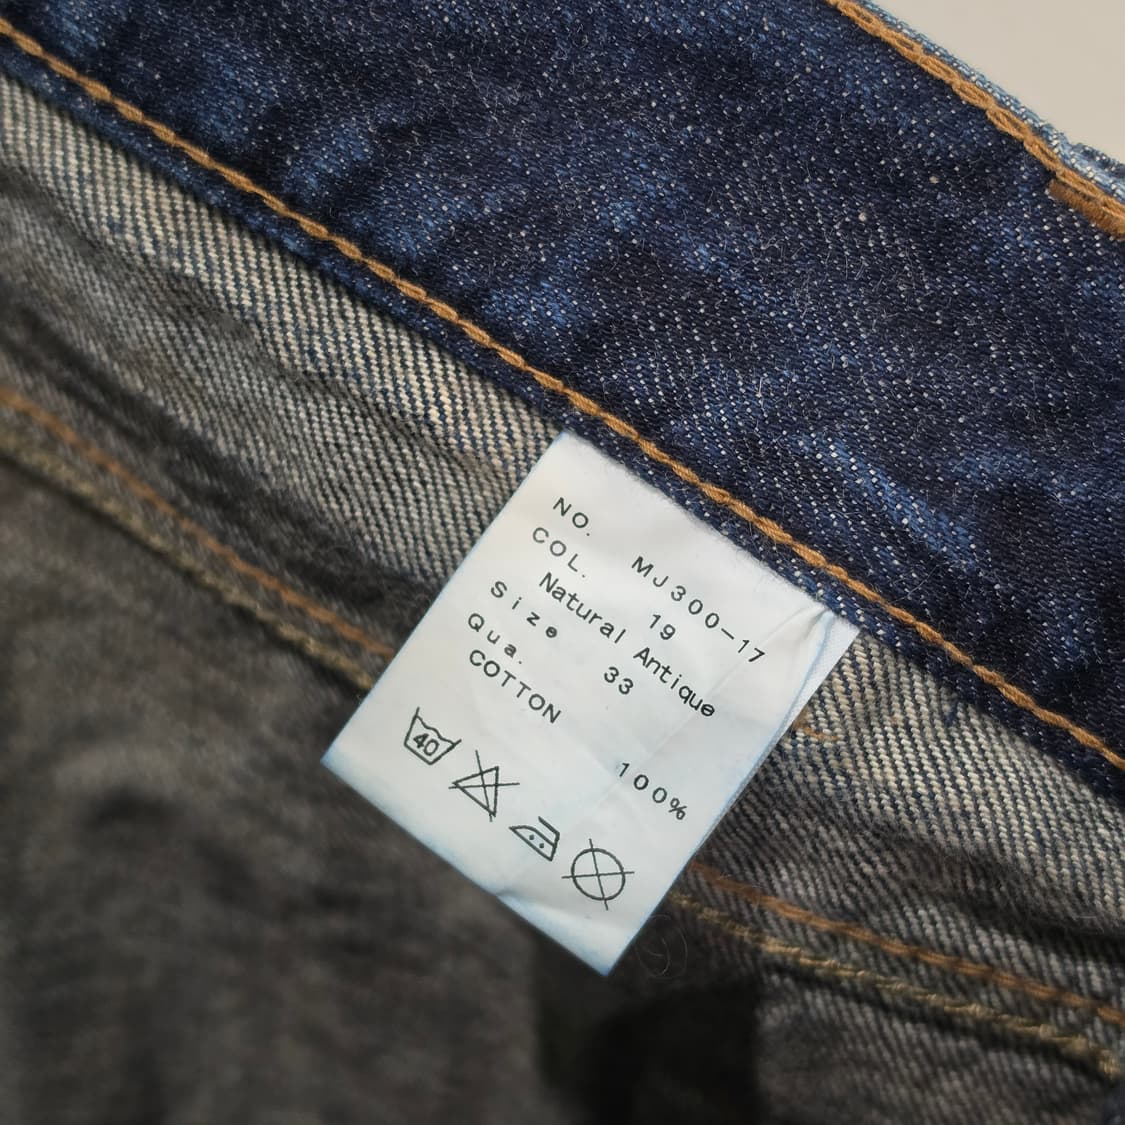 NO. MJ300-17
COL. 19
Natural Antique
Size 33
Qua.
COTTON 100%
40